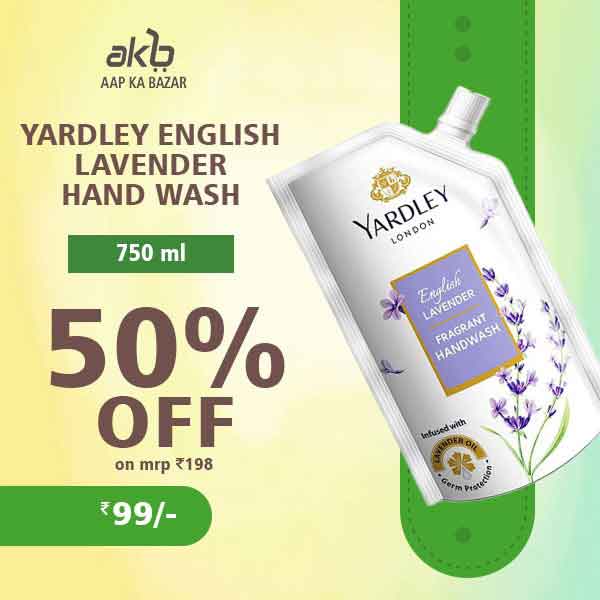 akb
AAP KA BAZAR
YARDLEY ENGLISH
LAVENDER
HAND WASH
750 ml
50%
OFF
on mrp ₹198
₹99/-
YARDLEY
LONDON
English
LAVENDER
FRAGRANT
HANDWASH
Infused with
LAVENDER OIL
• Germ Protection •